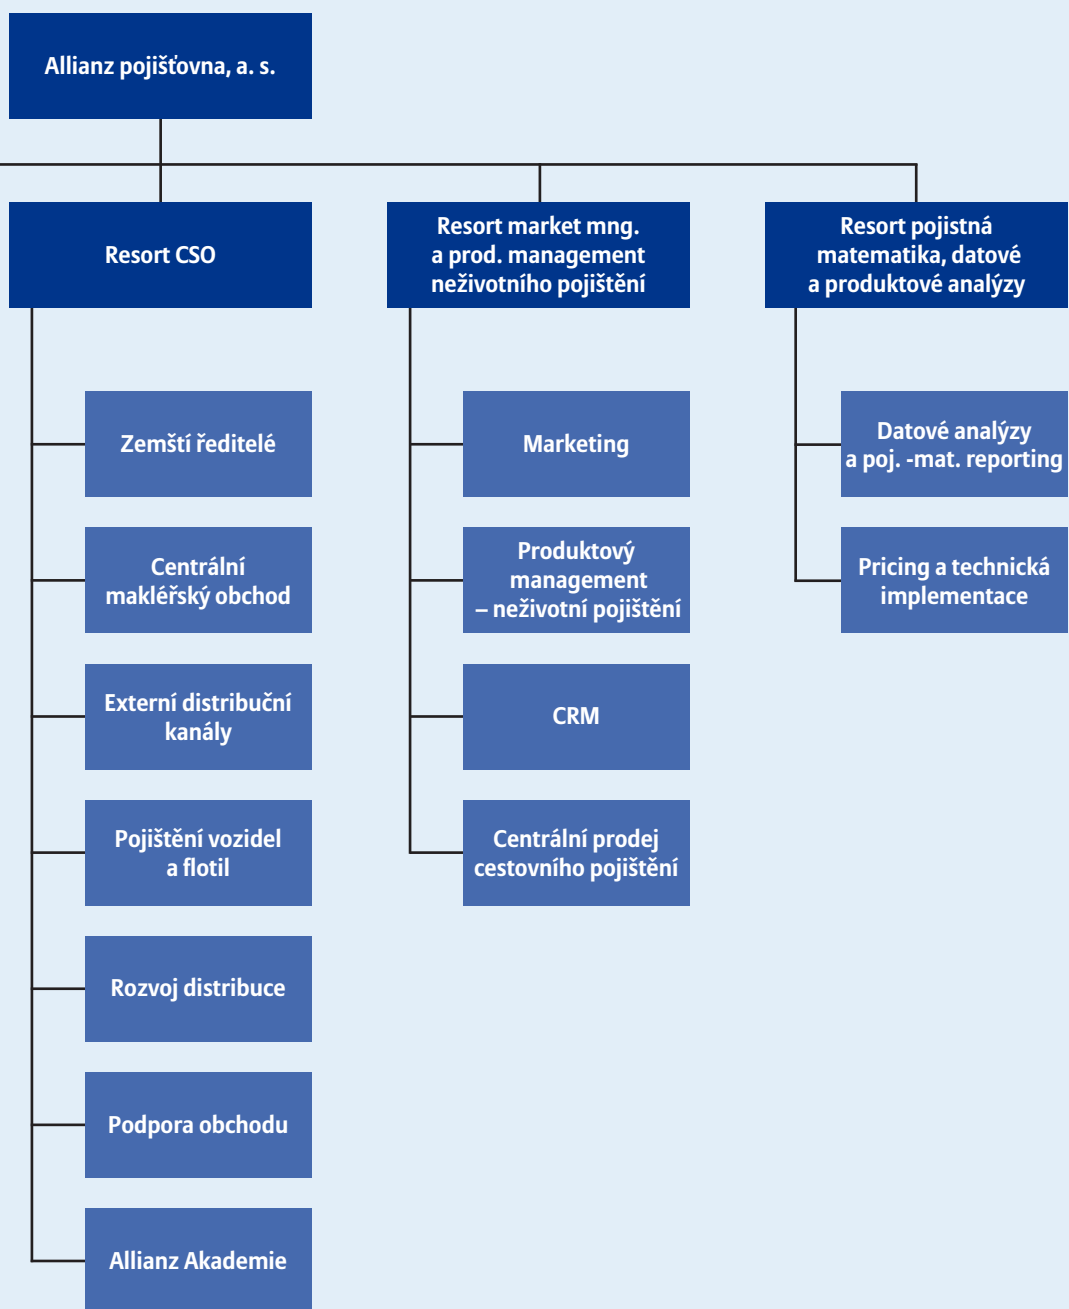 Allianz pojišťovna, a. s.
Resort CSO
Resort market mng.
a prod. management
neživotního pojištění
Resort pojistná
matematika, datové
a produktové analýzy
Zemští ředitelé
Centrální
makléřský obchod
Externí distribuční
kanály
Pojištění vozidel
a flotil
Rozvoj distribuce
Podpora obchodu
Allianz Akademie
Marketing
Produktový
management
– neživotní pojištění
CRM
Centrální prodej
cestovního pojištění
Datové analýzy
a poj. -mat. reporting
Pricing a technická
implementace